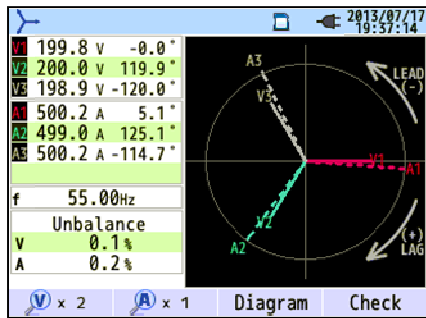 2013/07/17
19:37:14
V1 199.8 V -0.0°
V2 200.0 V 119.9°
V3 198.9 V -120.0°
A1 500.2 A 5.1°
A2 499.0 A 125.1°
A3 500.2 A -114.7°
f 55.00Hz
Unbalance
V 0.1%
A 0.2%
A3
V3
LEAD
(-)
V1
A1
V2
A2
(+)
LAG
V x 2
A x 1
Diagram
Check